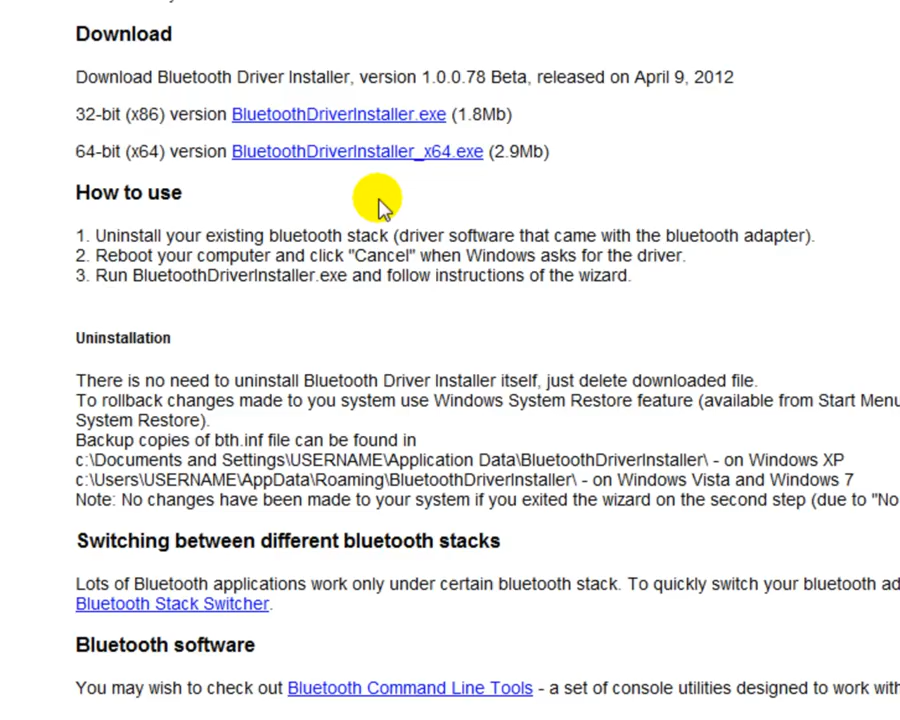 Download
Download Bluetooth Driver Installer, version 1.0.0.78 Beta, released on April 9, 2012
32-bit (x86) version BluetoothDriverInstaller.exe (1.8Mb)
64-bit (x64) version BluetoothDriverInstaller_x64.exe (2.9Mb)
How to use
1. Uninstall your existing bluetooth stack (driver software that came with the bluetooth adapter).
2. Reboot your computer and click "Cancel" when Windows asks for the driver.
3. Run BluetoothDriverInstaller.exe and follow instructions of the wizard.
Uninstallation
There is no need to uninstall Bluetooth Driver Installer itself, just delete downloaded file.
To rollback changes made to you system use Windows System Restore feature (available from Start Menu
System Restore).
Backup copies of bth.inf file can be found in
c:\Documents and Settings\USERNAME\Application Data\BluetoothDriverInstaller\ - on Windows XP
c:\Users\USERNAME\AppData\Roaming\BluetoothDriverInstaller\ - on Windows Vista and Windows 7
Note: No changes have been made to your system if you exited the wizard on the second step (due to "No
Switching between different bluetooth stacks
Lots of Bluetooth applications work only under certain bluetooth stack. To quickly switch your bluetooth ad
Bluetooth Stack Switcher.
Bluetooth software
You may wish to check out Bluetooth Command Line Tools - a set of console utilities designed to work with